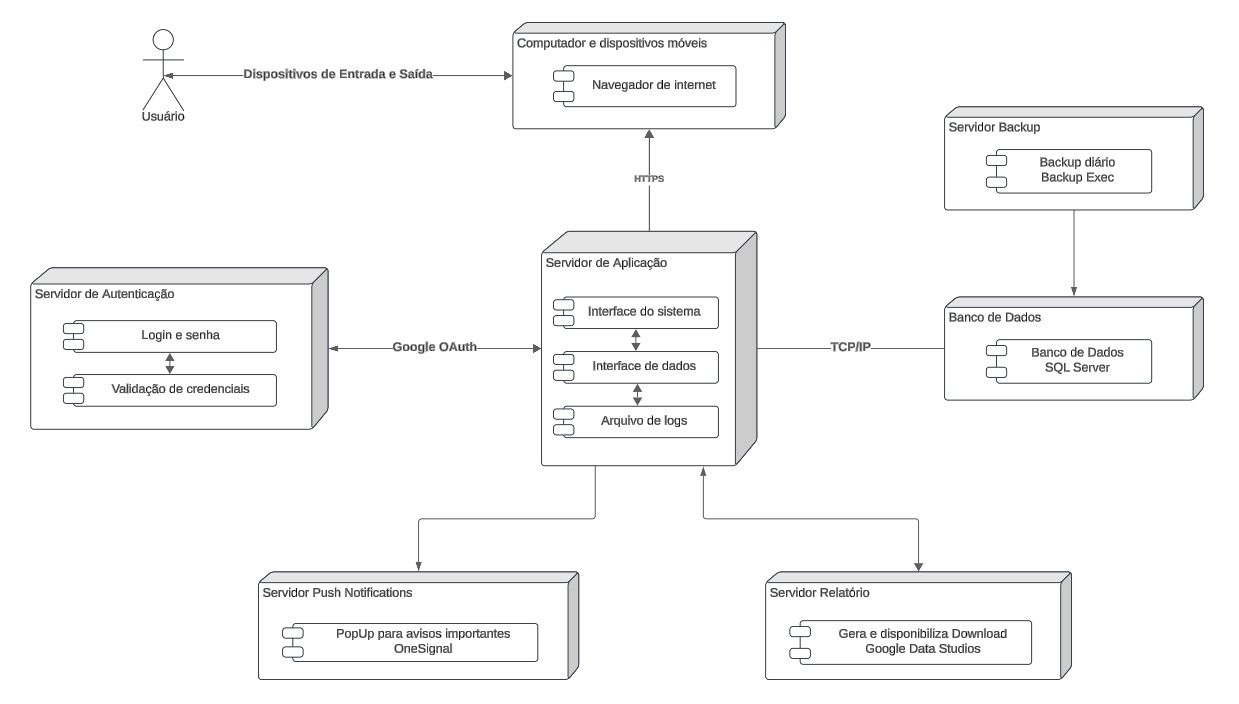 Computador e dispositivos móveis
Navegador de internet
Dispositivos de Entrada e Saída
Usuário
HTTPS
Servidor Backup
Backup diário
Backup Exec
Servidor de Aplicação
Interface do sistema
Interface de dados
Arquivo de logs
Servidor de Autenticação
Login e senha
Validação de credenciais
Google OAuth
TCP/IP
Banco de Dados
Banco de Dados
SQL Server
Servidor Push Notifications
PopUp para avisos importantes
OneSignal
Servidor Relatório
Gera e disponibiliza Download
Google Data Studios